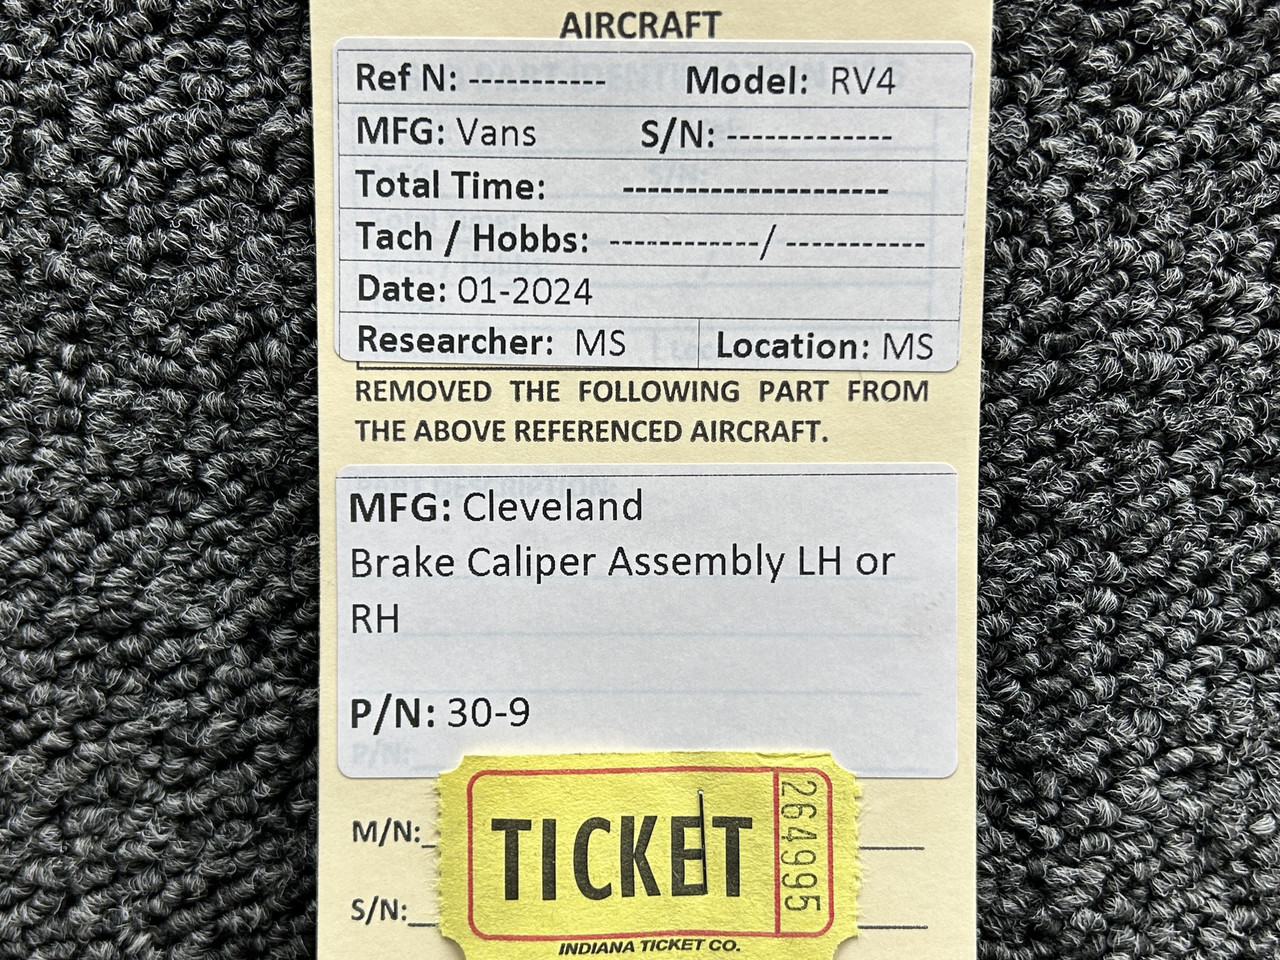 AIRCRAFT
Ref N: ----------- Model: RV4
MFG: Vans S/N: -------------
Total Time: ---------------------
Tach / Hobbs: ------------/ -----------
Date: 01-2024
Researcher: MS Location: MS
REMOVED THE FOLLOWING PART FROM
THE ABOVE REFERENCED AIRCRAFT.
MFG: Cleveland
Brake Caliper Assembly LH or
RH
P/N: 30-9
P/N:
M/N:
S/N:
TICKET
264995
INDIANA TICKET CO.